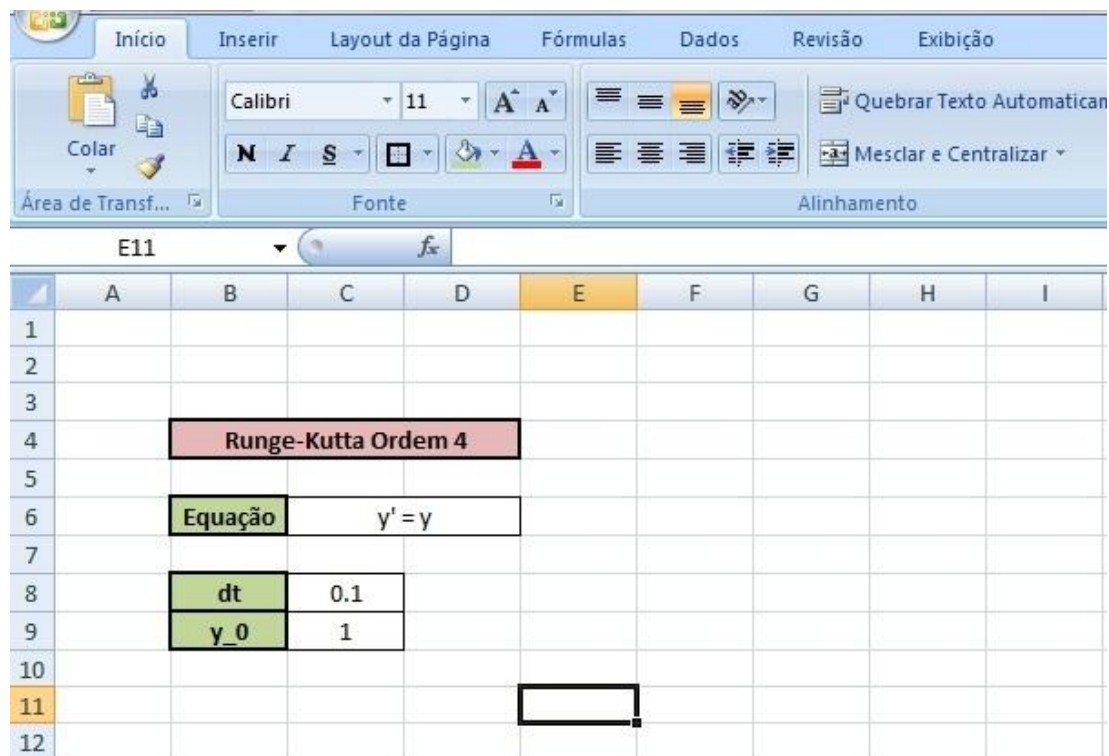 Início Inserir Layout da Página Fórmulas Dados Revisão Exibição
Calibri 11 A A Quebrar Texto
Colar N I S A Mesclar e Centralizar
Área de Transf... Fonte Alinhamento
E11 fx
A B C D E F G H I
1
2
3
4 Runge-Kutta Ordem 4
5
6 Equação y' = y
7
8 dt 0.1
9 y_0 1
10
11
12